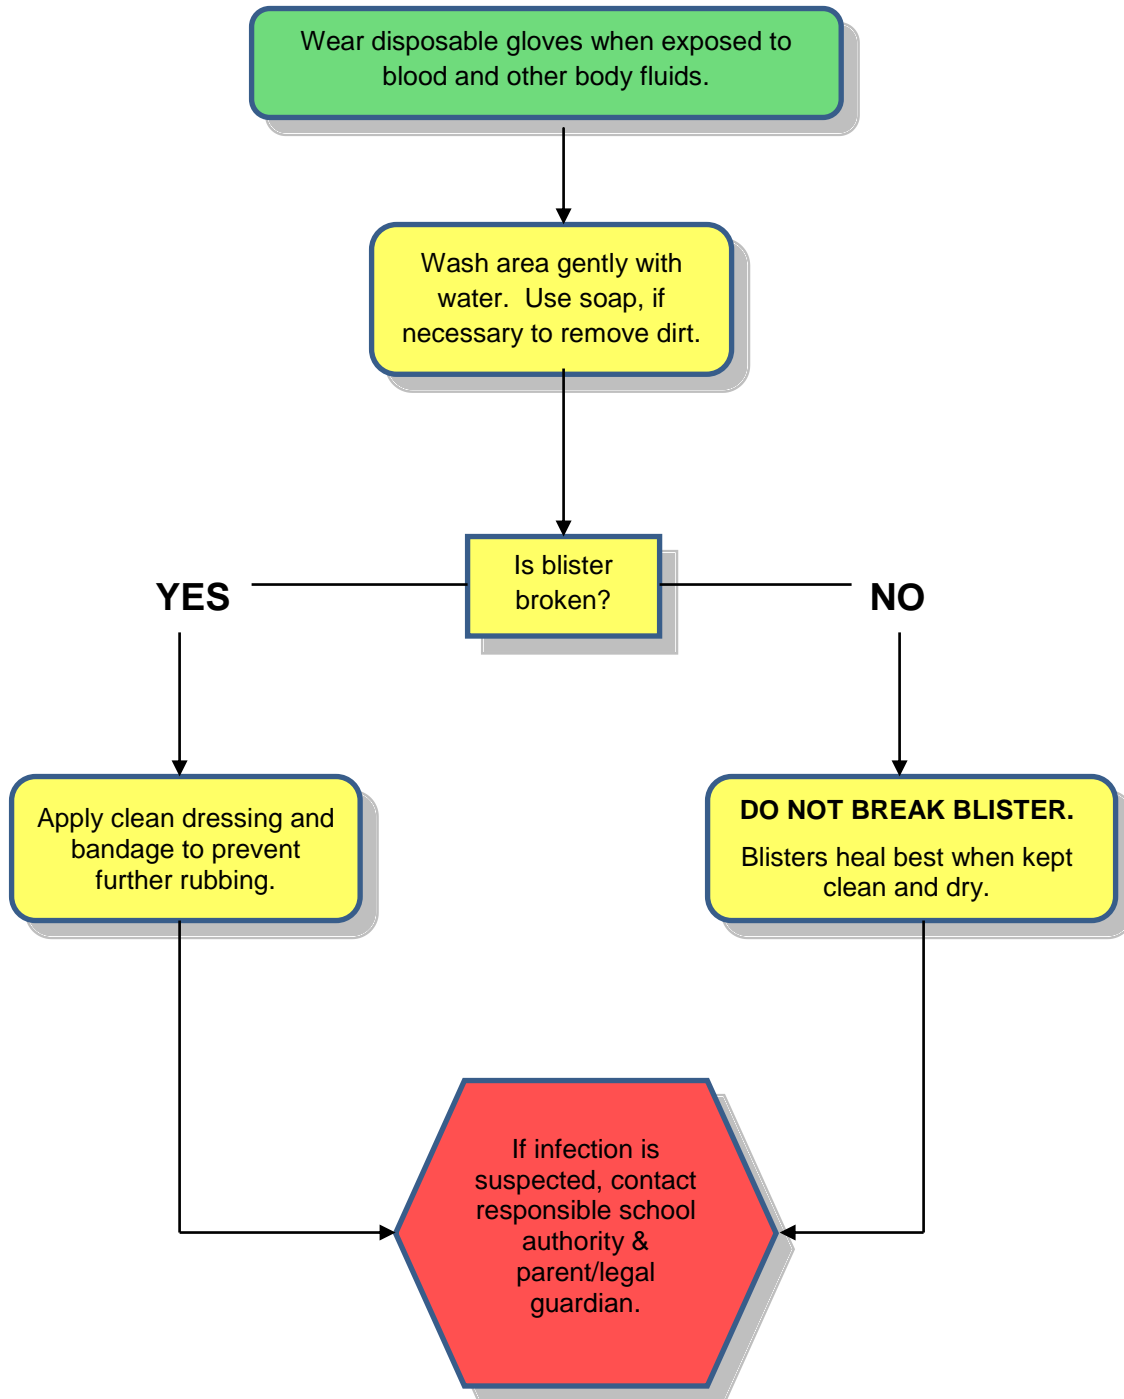 Wear disposable gloves when exposed to
blood and other body fluids.
Wash area gently with
water.  Use soap, if
necessary to remove dirt.
Is blister
broken?
YES
NO
Apply clean dressing and
bandage to prevent
further rubbing.
DO NOT BREAK BLISTER.
Blisters heal best when kept
clean and dry.
If infection is
suspected, contact
responsible school
authority &
parent/legal
guardian.